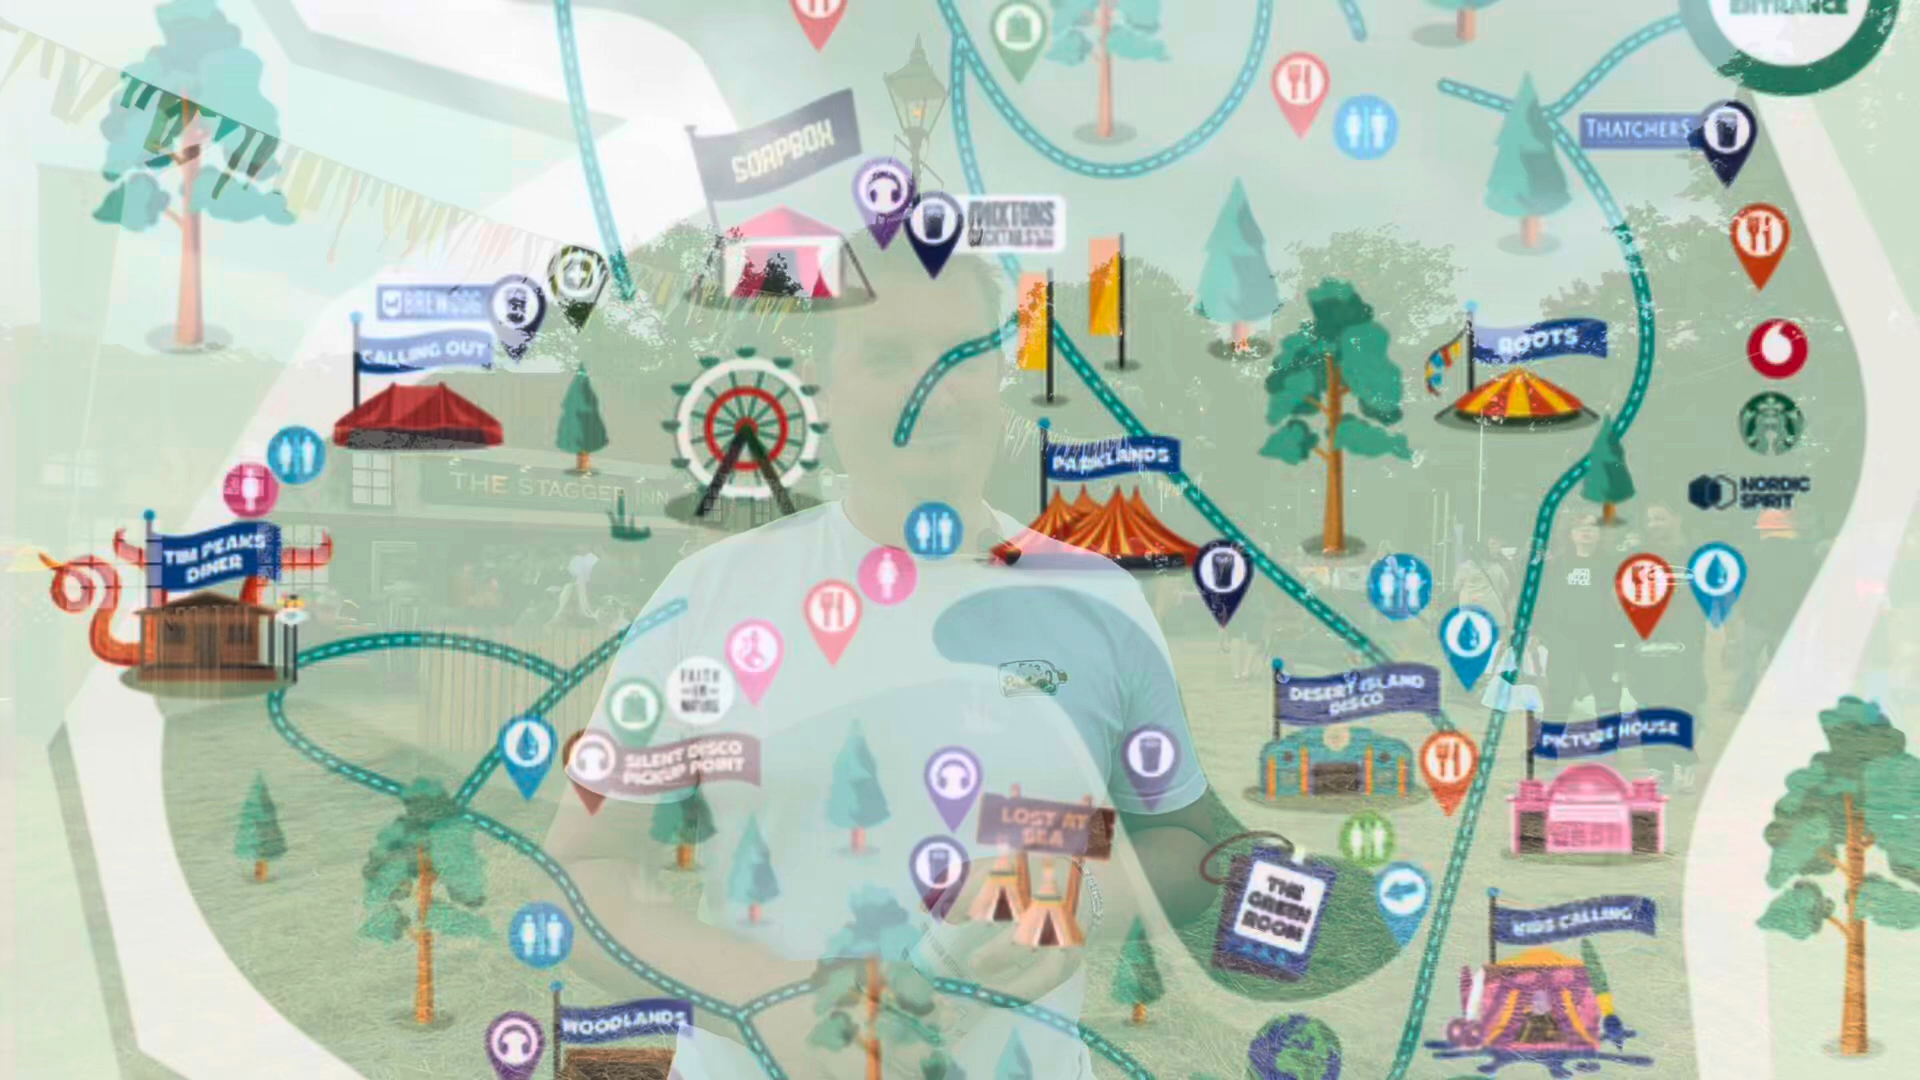 ENTRANCE
THATCHERS
SOAPBOX
BREWDOG
CALLING OUT
ROOTS
PARKLANDS
THE STAGGER INN
NORDIC
SPIRIT
TIM PEAKS
DINER
FAITH
IN
NATURE
SILENT DISCO
PICKUP POINT
DESERT ISLAND
DISCO
PICTURE HOUSE
LOST AT
SEA
THE
GREEN
ROOM
KIDS CALLING
WOODLANDS